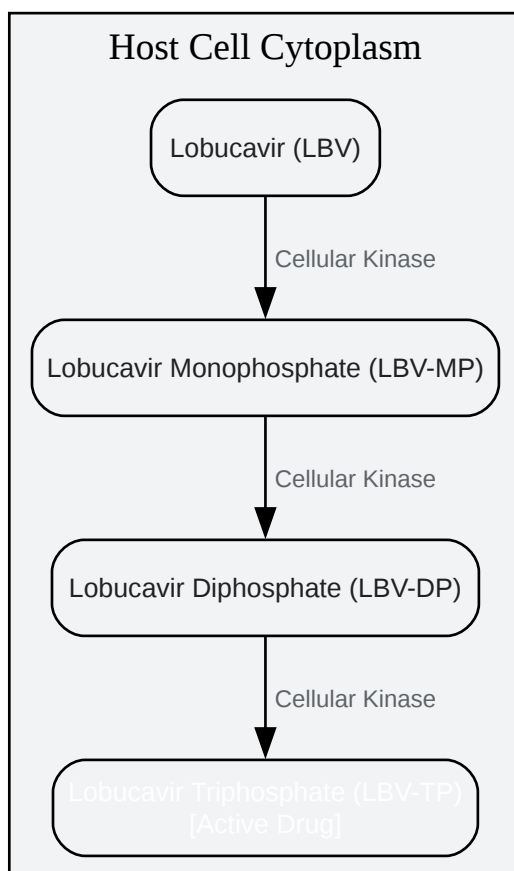 Host Cell Cytoplasm
Lobucavir (LBV)
Cellular Kinase
Lobucavir Monophosphate (LBV-MP)
Cellular Kinase
Lobucavir Diphosphate (LBV-DP)
Cellular Kinase
Lobucavir Triphosphate (LBV-TP)
[Active Drug]